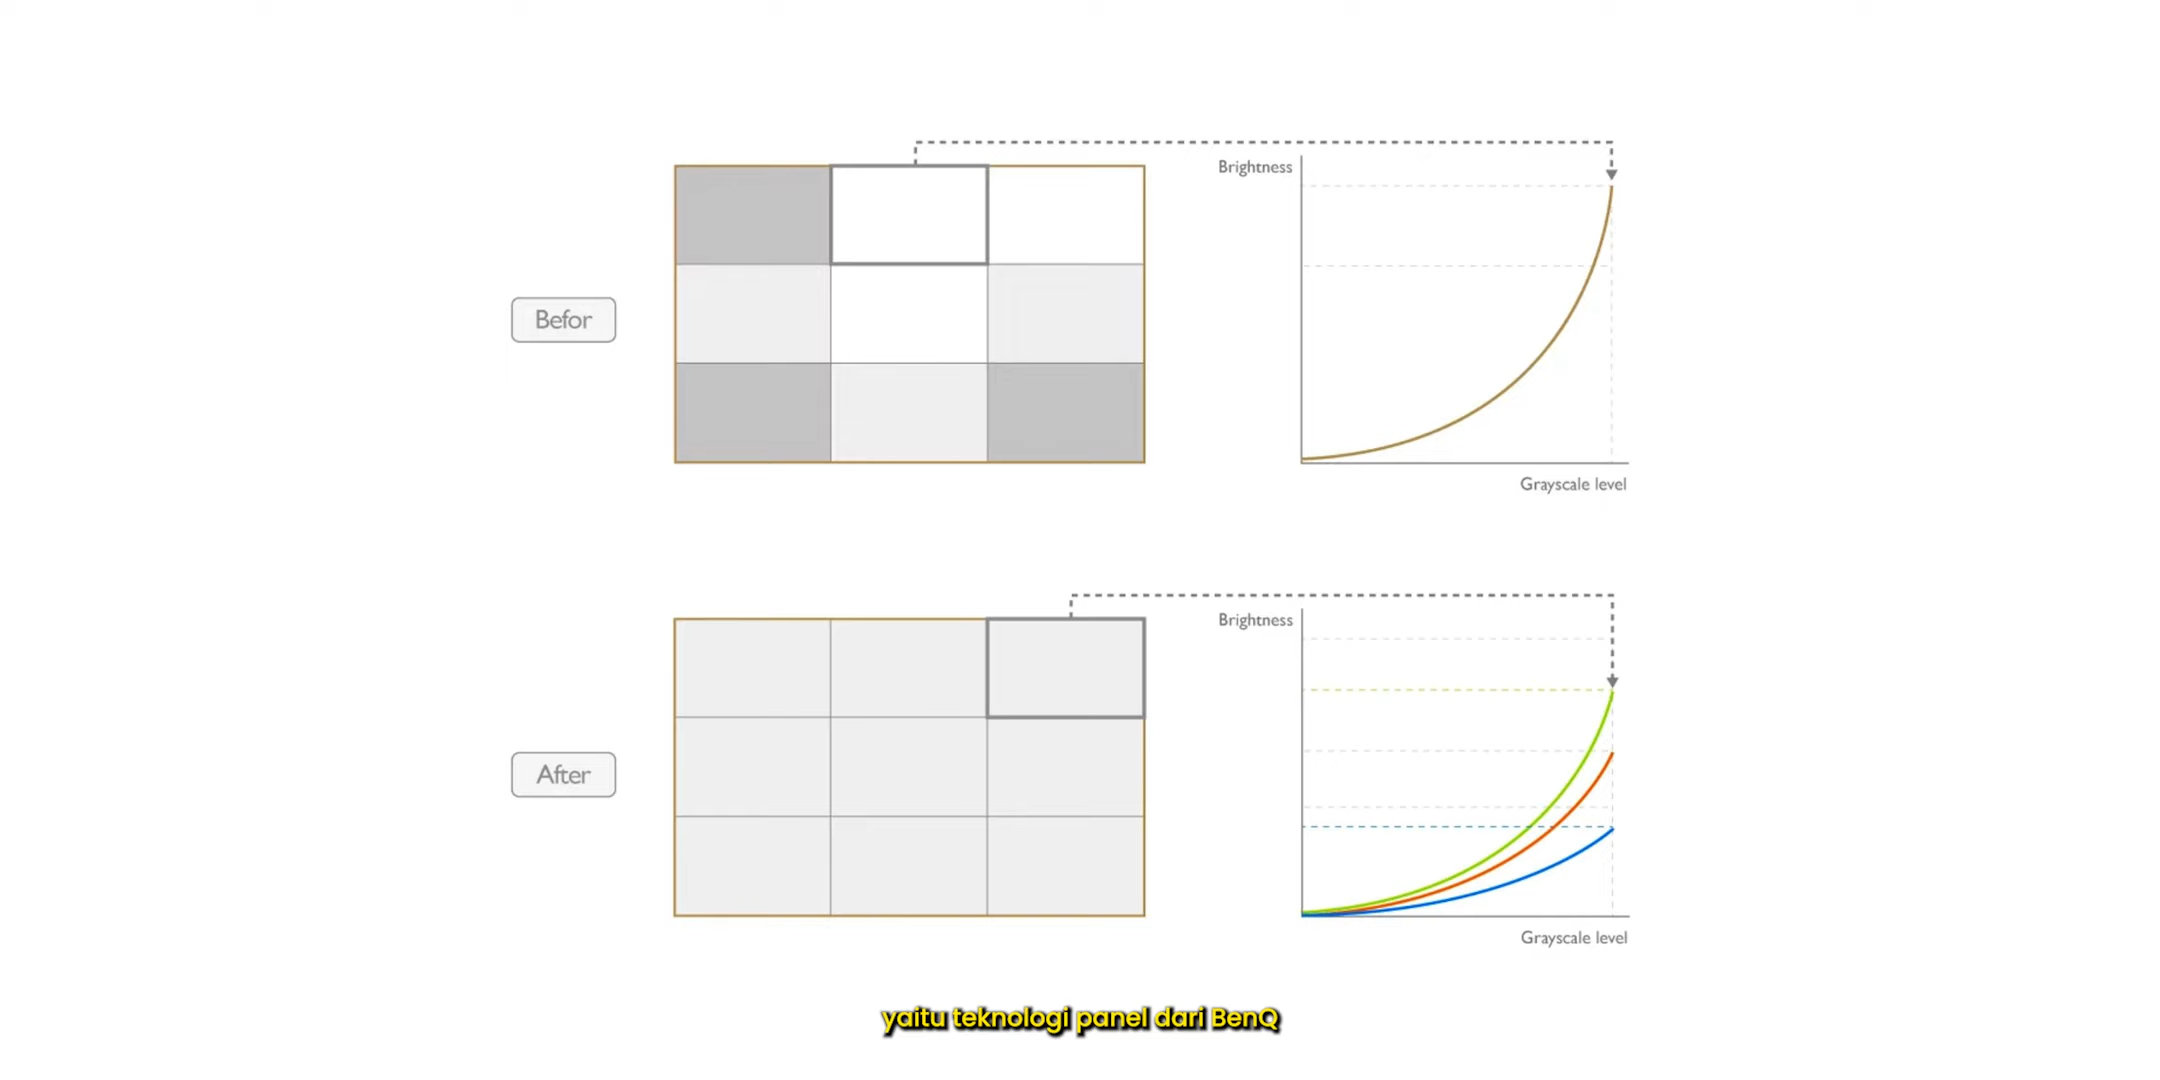 Brightness
Befor
Grayscale level
Brightness
After
Grayscale level
yaitu teknologi panel dari BenQ